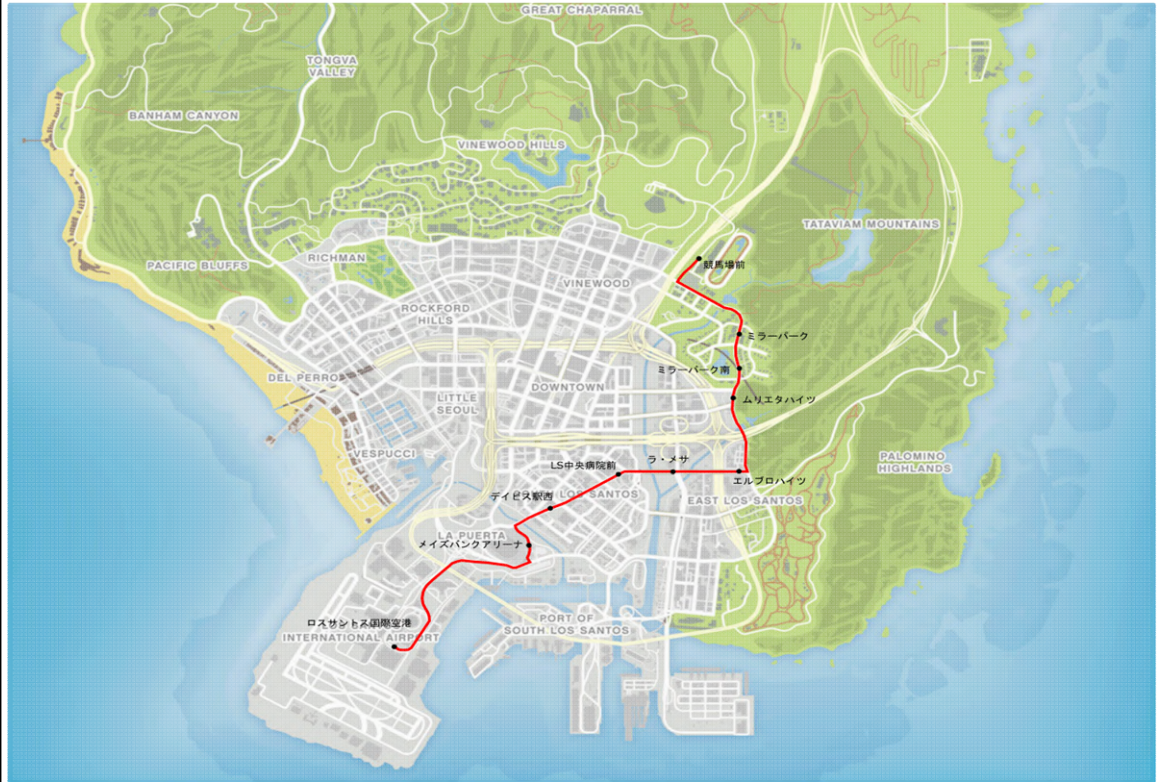 GREAT CHAPARRAL
TONGVA
VALLEY
BANHAM CANYON
VINEWOOD HILLS
TATAVIAM MOUNTAINS
RICHMAN
PACIFIC BLUFFS
競馬場前
VINEWOOD
ROCKFORD
HILLS
ミラーパーク
ミラーパーク南
DEL PERRO
DOWNTOWN
LITTLE
SEOUL
ムリエタハイツ
VESPUCCI
PALOMINO
HIGHLANDS
ラ・メサ
LS中央病院前
エルブロハイツ
デイビス駅西
LOS SANTOS
EAST LOS SANTOS
LA PUERTA
メイズバンクアリーナ
ロスサントス国際空港
INTERNATIONAL AIRPORT
PORT OF
SOUTH LOS SANTOS